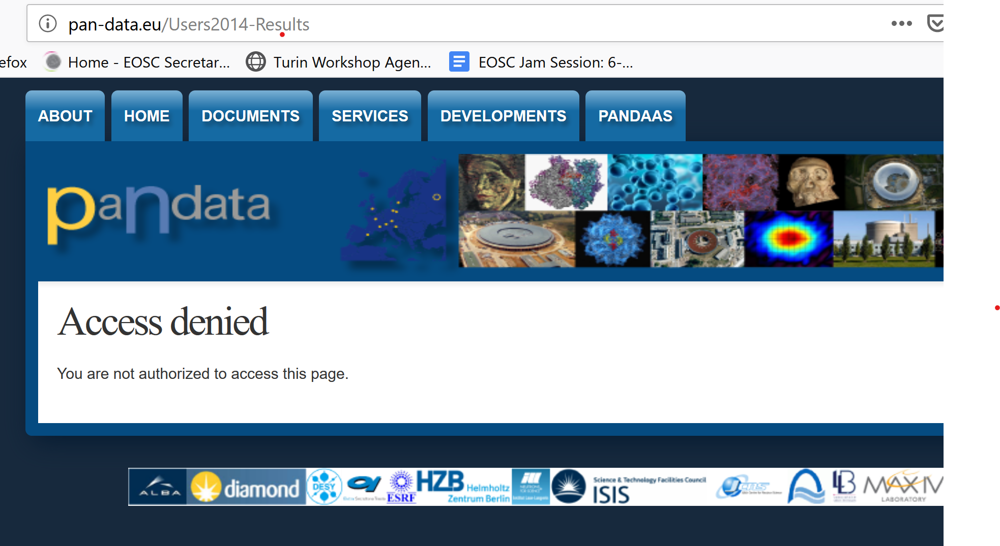 pan-data.eu/Users2014-Results
efox Home - EOSC Secretar... Turin Workshop Agen... EOSC Jam Session: 6-...
ABOUT HOME DOCUMENTS SERVICES DEVELOPMENTS PANDAAS
pandata
Access denied
You are not authorized to access this page.
ALBA diamond DESY ESRF HZB Helmholtz Zentrum Berlin Science & Technology Facilities Council ISIS MAX IV LABORATORY